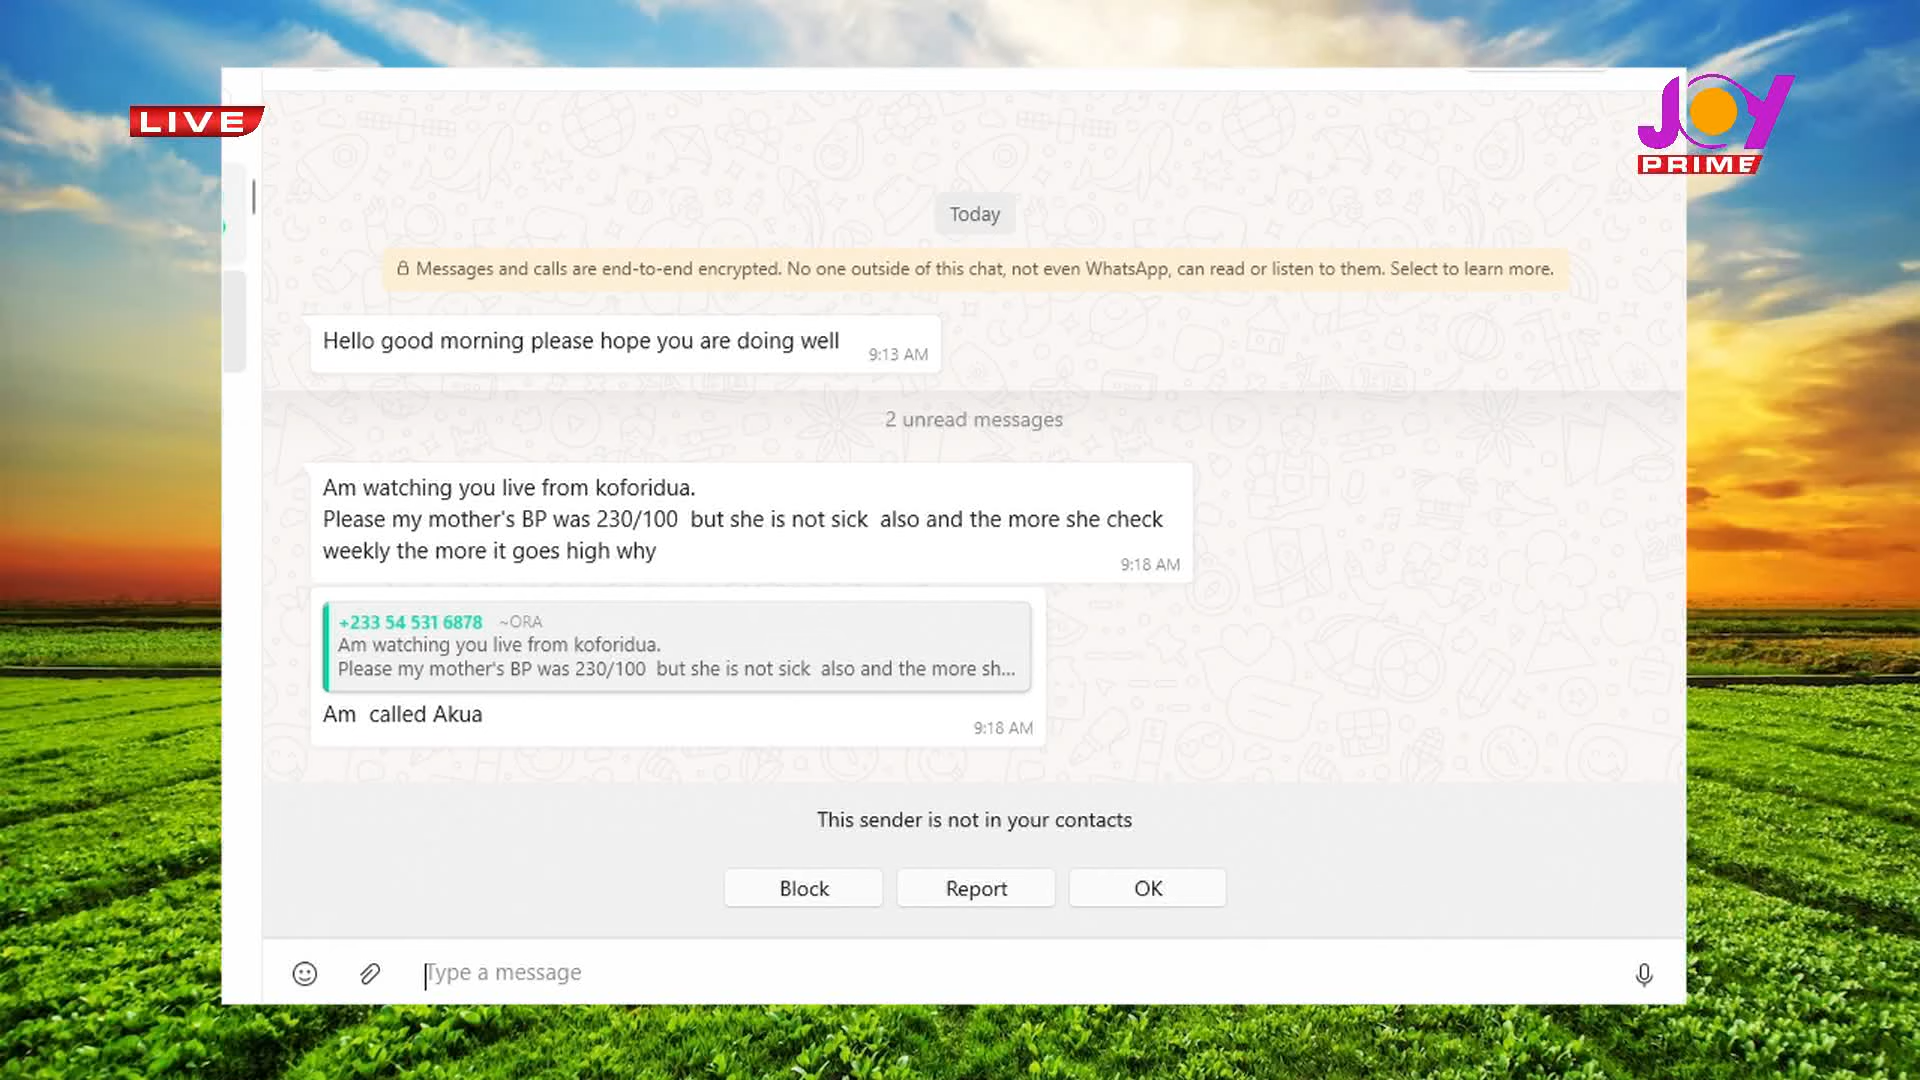 LIVE
JOY
PRIME
Today
Messages and calls are end-to-end encrypted. No one outside of this chat, not even WhatsApp, can read or listen to them. Select to learn more.
Hello good morning please hope you are doing well
9:13 AM
2 unread messages
Am watching you live from koforidua.
Please my mother's BP was 230/100 but she is not sick also and the more she check
weekly the more it goes high why
9:18 AM
+233 54 531 6878 ~ORA
Am watching you live from koforidua.
Please my mother's BP was 230/100 but she is not sick also and the more sh...
Am called Akua
9:18 AM
This sender is not in your contacts
Block Report OK
Type a message